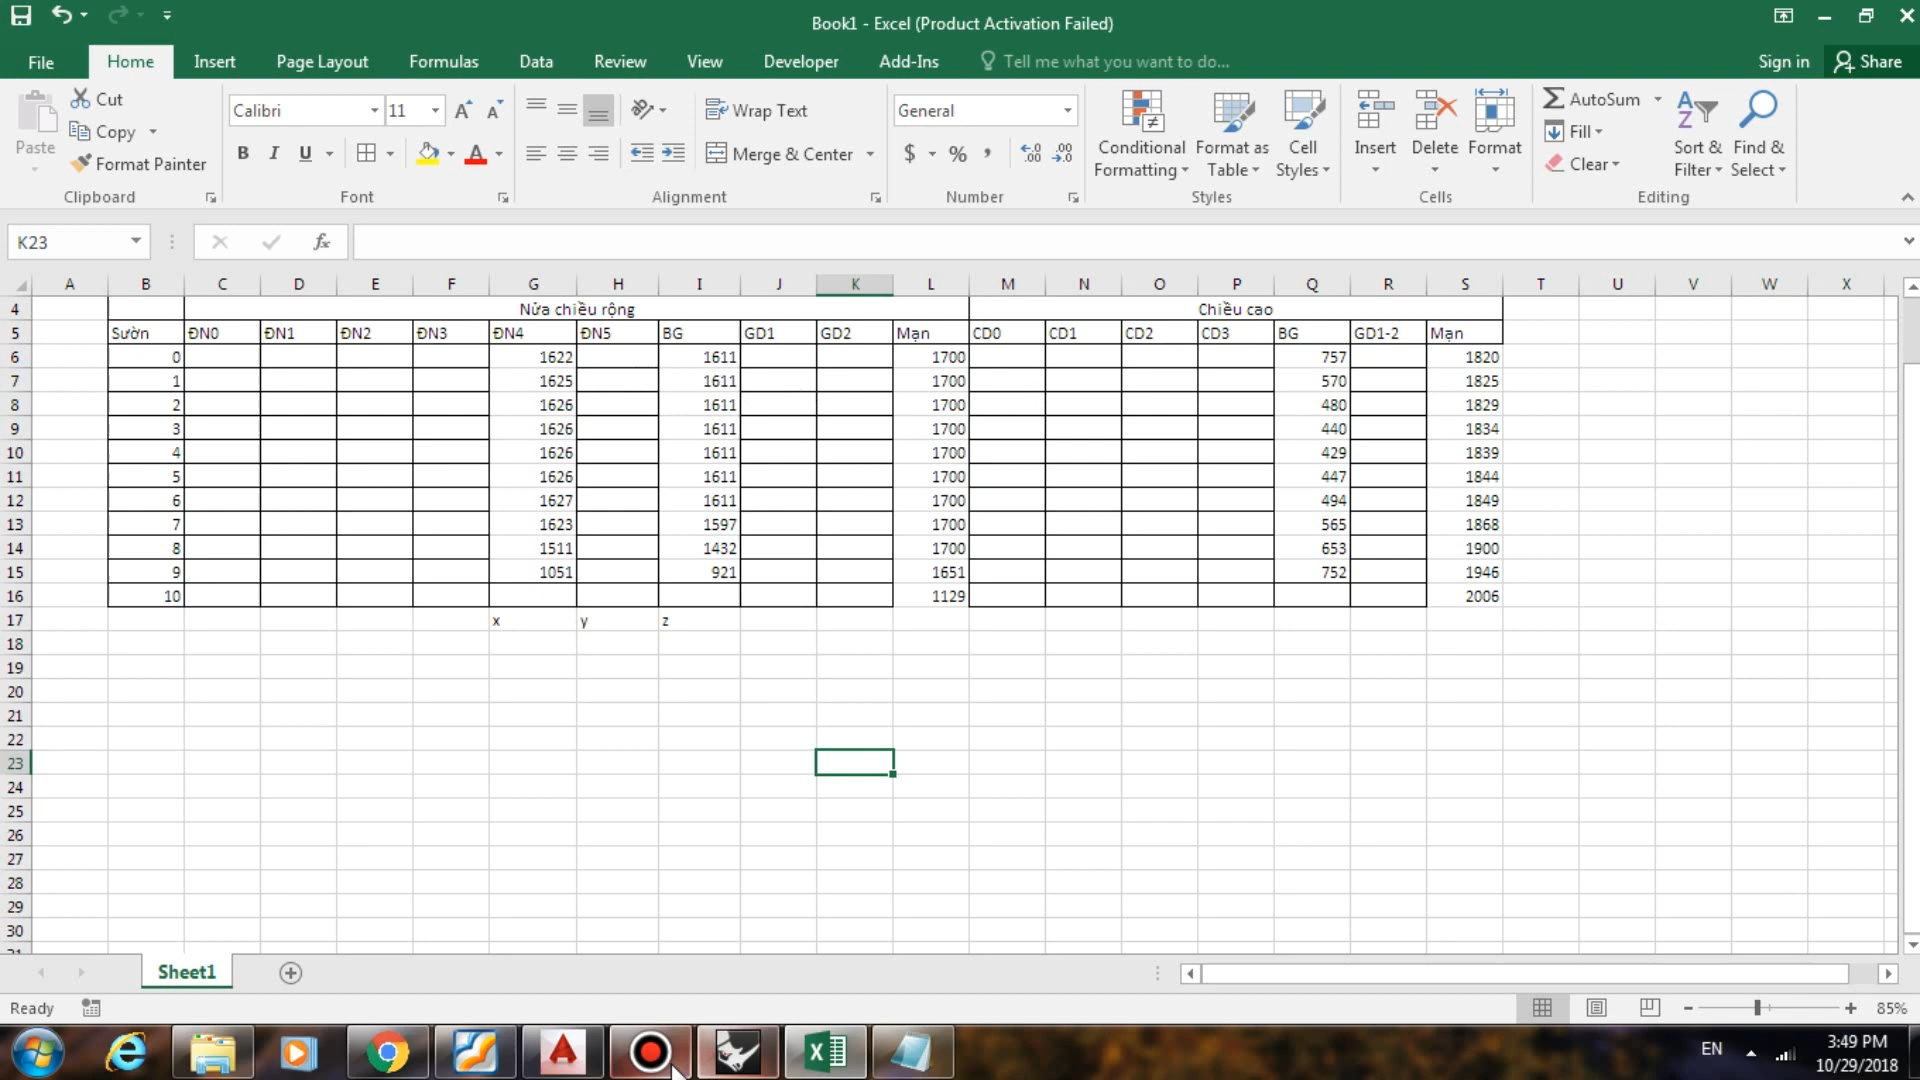 Book1 - Excel (Product Activation Failed)
File Home Insert Page Layout Formulas Data Review View Developer Add-Ins Tell me what you want to do... Sign in Share
Paste
Cut
Copy
Format Painter
Clipboard
Calibri 11
B I U
Font
Wrap Text
Merge & Center
Alignment
General
$ % ,
Number
Conditional Formatting
Format as Table
Cell Styles
Styles
Insert Delete Format
Cells
AutoSum
Fill
Clear
Sort & Filter
Find & Select
Editing
K23 fx
A B C D E F G H I J K L M N O P Q R S T U V W X
4 Nửa chiều rộng Chiều cao
5 Sườn ĐN0 ĐN1 ĐN2 ĐN3 ĐN4 ĐN5 BG GD1 GD2 Mạn CD0 CD1 CD2 CD3 BG GD1-2 Mạn
6 0 1622 1611 1700 757 1820
7 1 1625 1611 1700 570 1825
8 2 1626 1611 1700 480 1829
9 3 1626 1611 1700 440 1834
10 4 1626 1611 1700 429 1839
11 5 1626 1611 1700 447 1844
12 6 1627 1611 1700 494 1849
13 7 1623 1597 1700 565 1868
14 8 1511 1432 1700 653 1900
15 9 1051 921 1651 752 1946
16 10 1129 2006
17 x y z
18
19
20
21
22
23
24
25
26
27
28
29
30
Sheet1
Ready 85%
EN 3:49 PM
10/29/2018